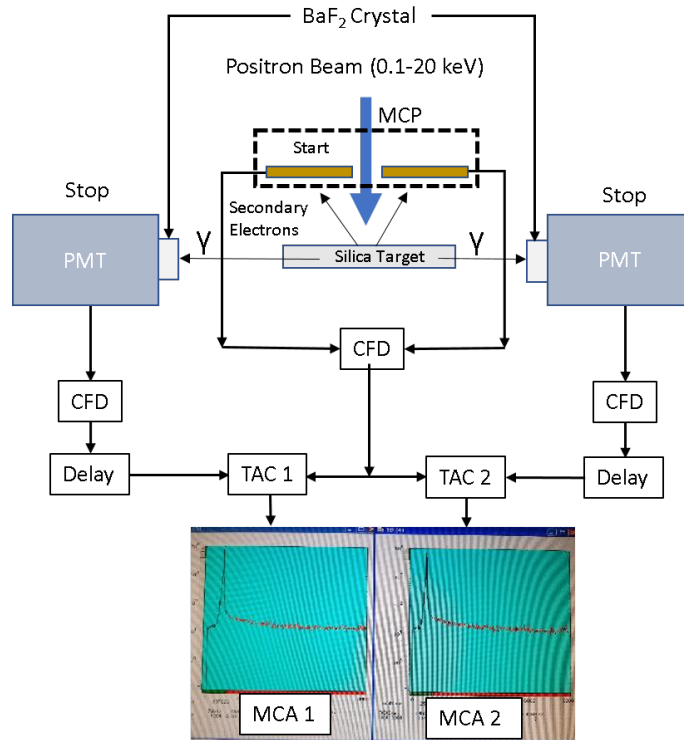 BaF2 Crystal
Positron Beam (0.1-20 keV)
MCP
Start
Stop
Stop
Secondary
Electrons
γ
γ
PMT
Silica Target
PMT
CFD
CFD
CFD
Delay
TAC 1
TAC 2
Delay
MCA 1
MCA 2